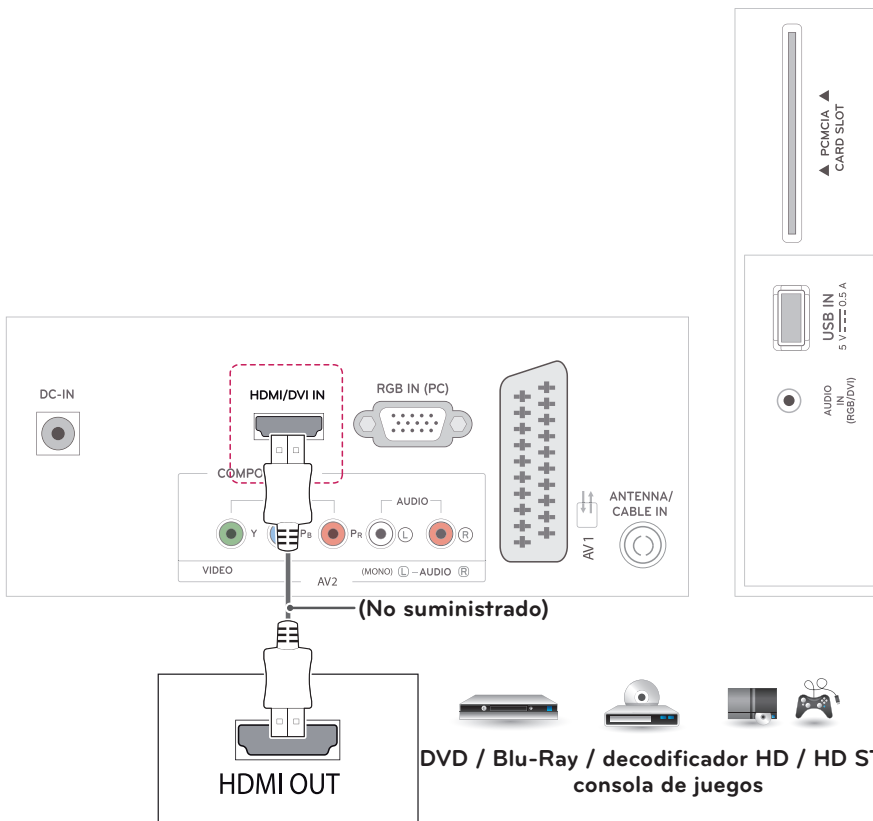 ▲ PCMCIA ▲
CARD SLOT
USB IN
5 V 0.5 A
AUDIO
IN
(RGB/DVI)
DC-IN
HDMI/DVI IN
RGB IN (PC)
AUDIO
Y
PB
PR
L
R
VIDEO
AV2
(MONO) L – AUDIO R
AV1
ANTENNA/
CABLE IN
(No suministrado)
HDMI OUT
DVD / Blu-Ray / decodificador HD / HD
consola de juegos